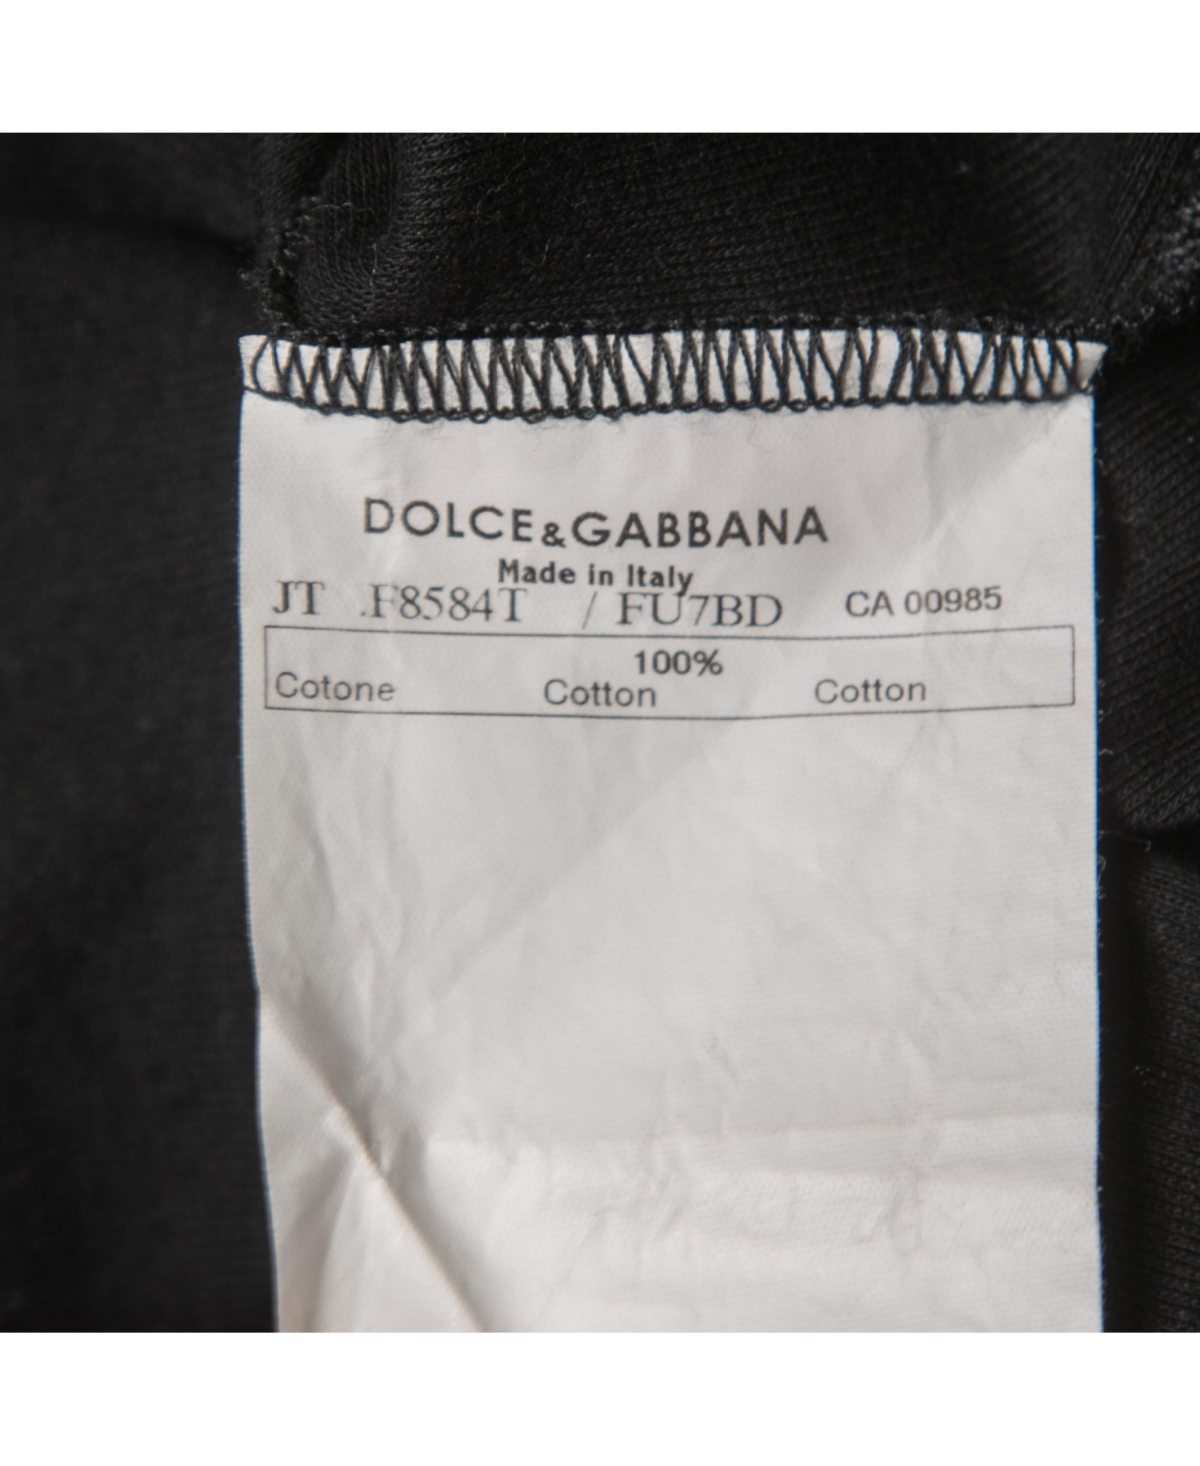 DOLCE&GABBANA
Made in Italy
JT .F8584T / FU7BD CA 00985
100%
Cotone Cotton Cotton